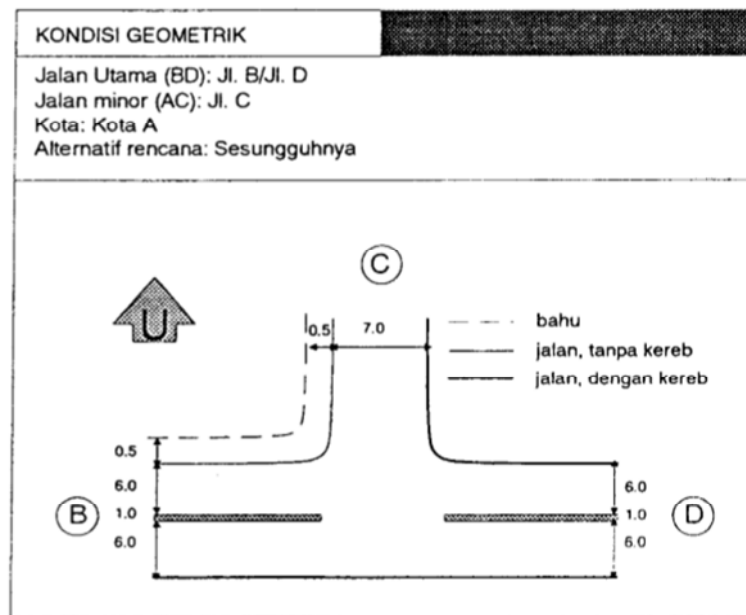 KONDISI GEOMETRIK
Jalan Utama (BD): Jl. B/Jl. D
Jalan minor (AC): Jl. C
Kota: Kota A
Alternatif rencana: Sesungguhnya
C
U
0.5 7.0
bahu
jalan, tanpa kereb
jalan, dengan kereb
0.5
6.0 6.0
B 1.0 1.0 D
6.0 6.0